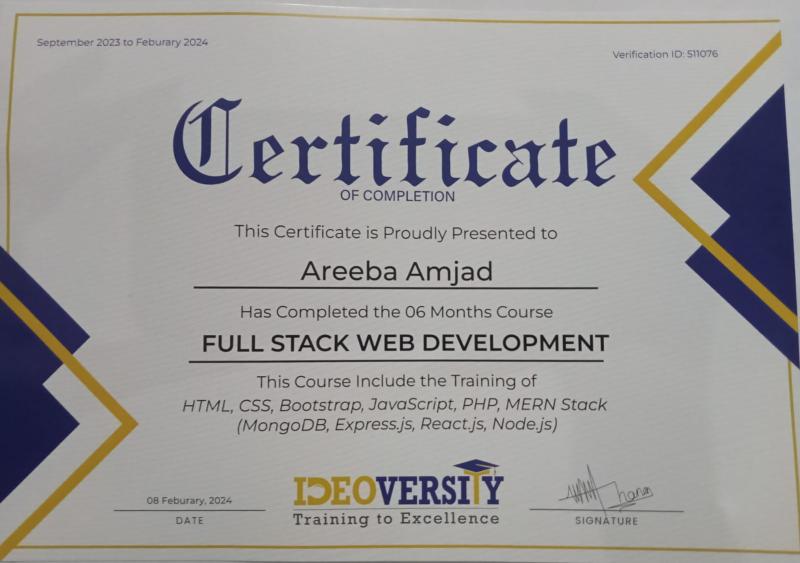 September 2023 to Feburary 2024
Verification ID: 511076
Certificate
OF COMPLETION
This Certificate is Proudly Presented to
Areeba Amjad
Has Completed the 06 Months Course
FULL STACK WEB DEVELOPMENT
This Course Include the Training of
HTML, CSS, Bootstrap, JavaScript, PHP, MERN Stack
(MongoDB, Express.js, React.js, Node.js)
IDEOVERSITY
Training to Excellence
08 Feburary, 2024
DATE
SIGNATURE